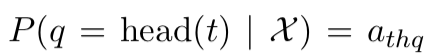 P(q = head(t) | 𝒳) = a_{thq}